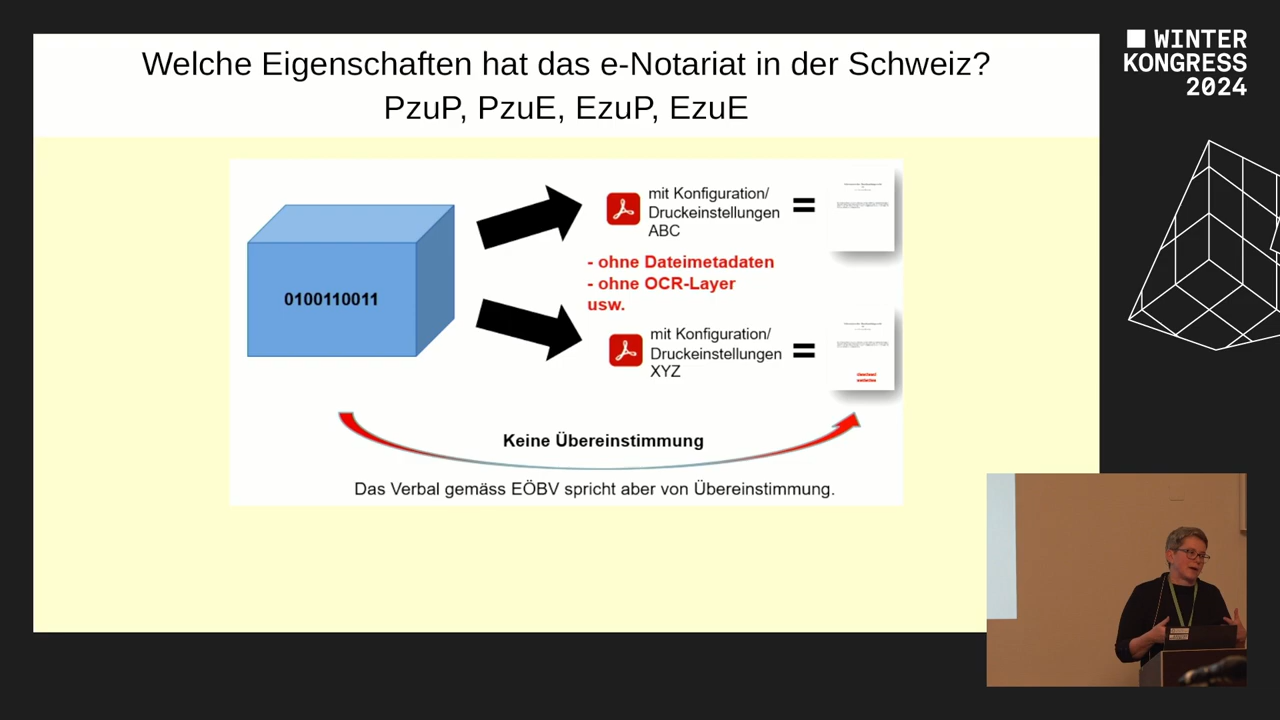 Welche Eigenschaften hat das e-Notariat in der Schweiz?
PzuP, PzuE, EzuP, EzuE
WINTER
KONGRESS
2024
0100110011
mit Konfiguration/
Druckeinstellungen
ABC
=
- ohne Dateimetadaten
- ohne OCR-Layer
usw.
mit Konfiguration/
Druckeinstellungen
XYZ
=
Keine Übereinstimmung
Das Verbal gemäss EÖBV spricht aber von Übereinstimmung.